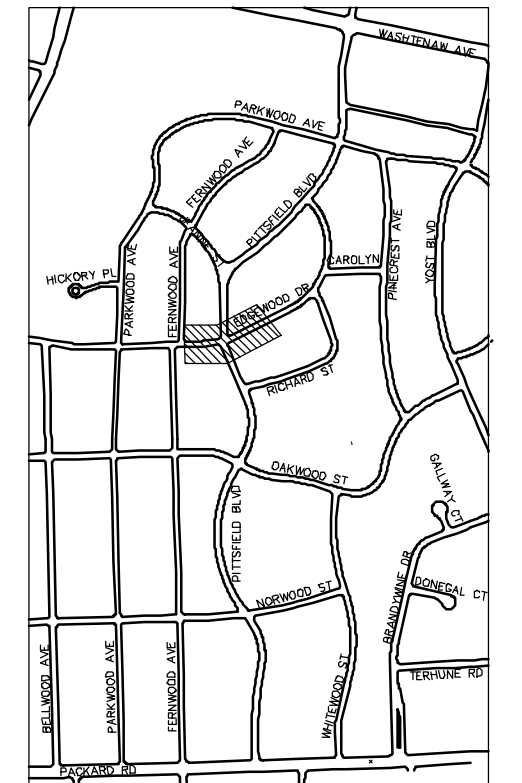 WASHTENAW AVE
PARKWOOD AVE
FERNWOOD AVE
PITTSFIELD BLVD
CAROLYN
PINECREST AVE
YOST BLVD
HICKORY PL
PARKWOOD AVE
FERNWOOD AVE
EDGEWOOD DR
RICHARD ST
OAKWOOD ST
GALLWAY CT
PITTSFIELD BLVD
NORWOOD ST
BRANDYWINE DR
DONEGAL CT
TERHUNE RD
BELLWOOD AVE
PARKWOOD AVE
FERNWOOD AVE
WHITEWOOD ST
PACKARD RD